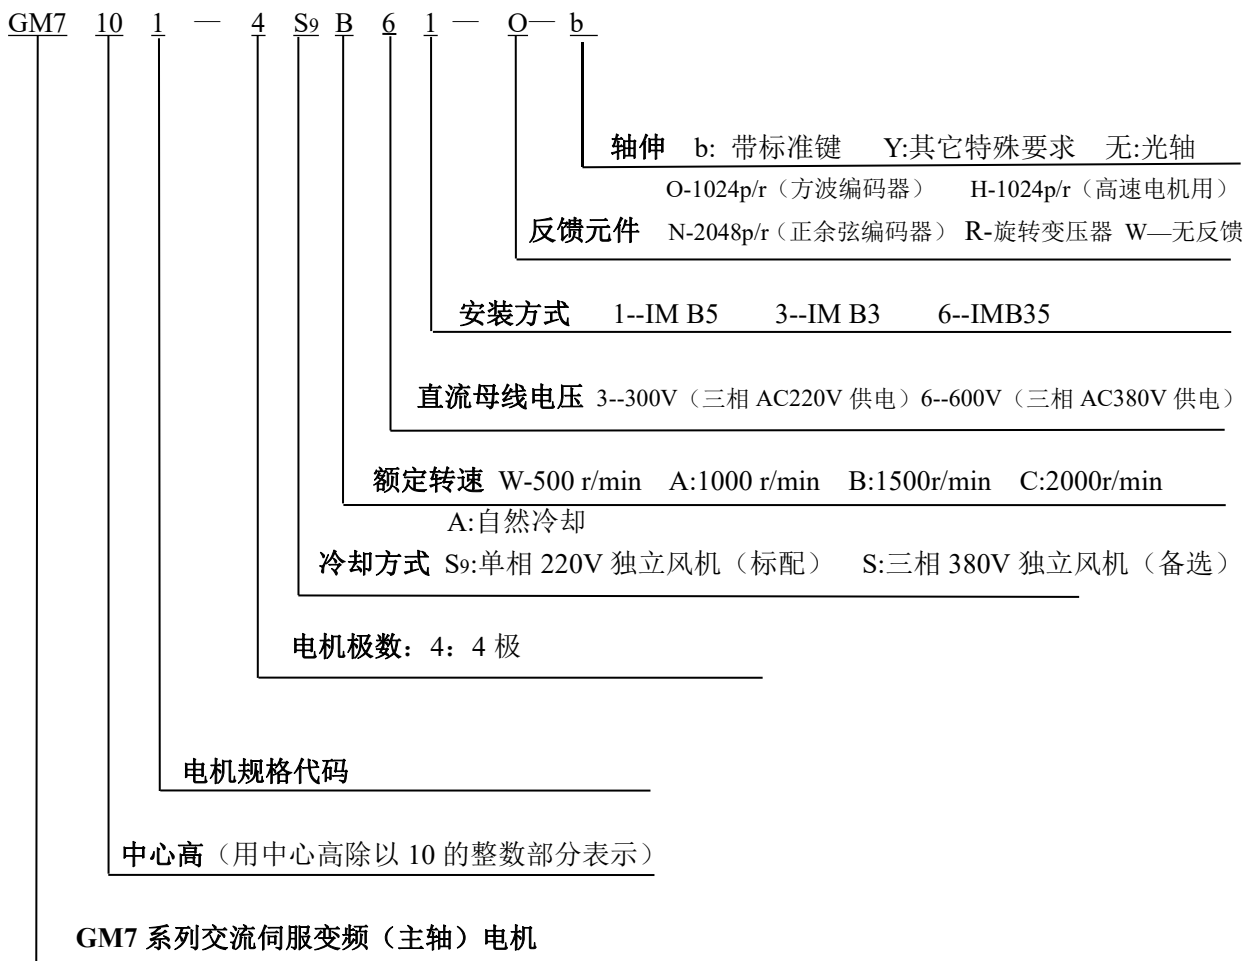 GM7 10 1 — 4 S9 B 6 1 — O— b
轴伸 b: 带标准键 Y:其它特殊要求 无:光轴
O-1024p/r（方波编码器） H-1024p/r（高速电机用）
反馈元件 N-2048p/r（正余弦编码器） R-旋转变压器 W—无反馈
安装方式 1--IM B5 3--IM B3 6--IMB35
直流母线电压 3--300V（三相 AC220V 供电）6--600V（三相 AC380V 供电）
额定转速 W-500 r/min A:1000 r/min B:1500r/min C:2000r/min
A:自然冷却
冷却方式 S9:单相 220V 独立风机（标配） S:三相 380V 独立风机（备选）
电机极数：4：4 极
电机规格代码
中心高（用中心高除以 10 的整数部分表示）
GM7 系列交流伺服变频（主轴）电机